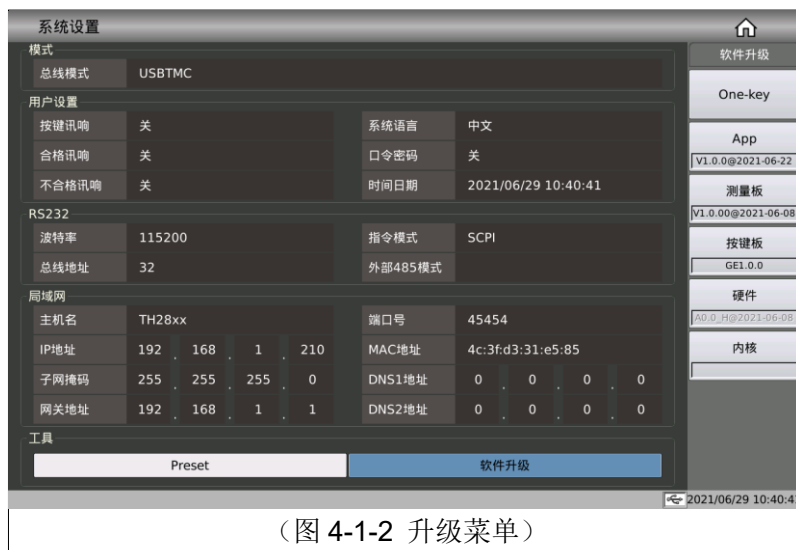 系统设置
模式
总线模式 USBTMC
用户设置
按键讯响 关 系统语言 中文
合格讯响 关 口令密码 关
不合格讯响 关 时间日期 2021/06/29 10:40:41
RS232
波特率 115200 指令模式 SCPI
总线地址 32 外部485模式
局域网
主机名 TH28xx 端口号 45454
IP地址 192 . 168 . 1 . 210 MAC地址 4c:3f:d3:31:e5:85
子网掩码 255 . 255 . 255 . 0 DNS1地址 0 . 0 . 0 . 0
网关地址 192 . 168 . 1 . 1 DNS2地址 0 . 0 . 0 . 0
工具
Preset 软件升级
软件升级
One-key
App
V1.0.0@2021-06-22
测量板
V1.0.00@2021-06-08
按键板
GE1.0.0
硬件
A0.0_H@2021-06-08
内核
2021/06/29 10:40:4
（图 4-1-2 升级菜单）